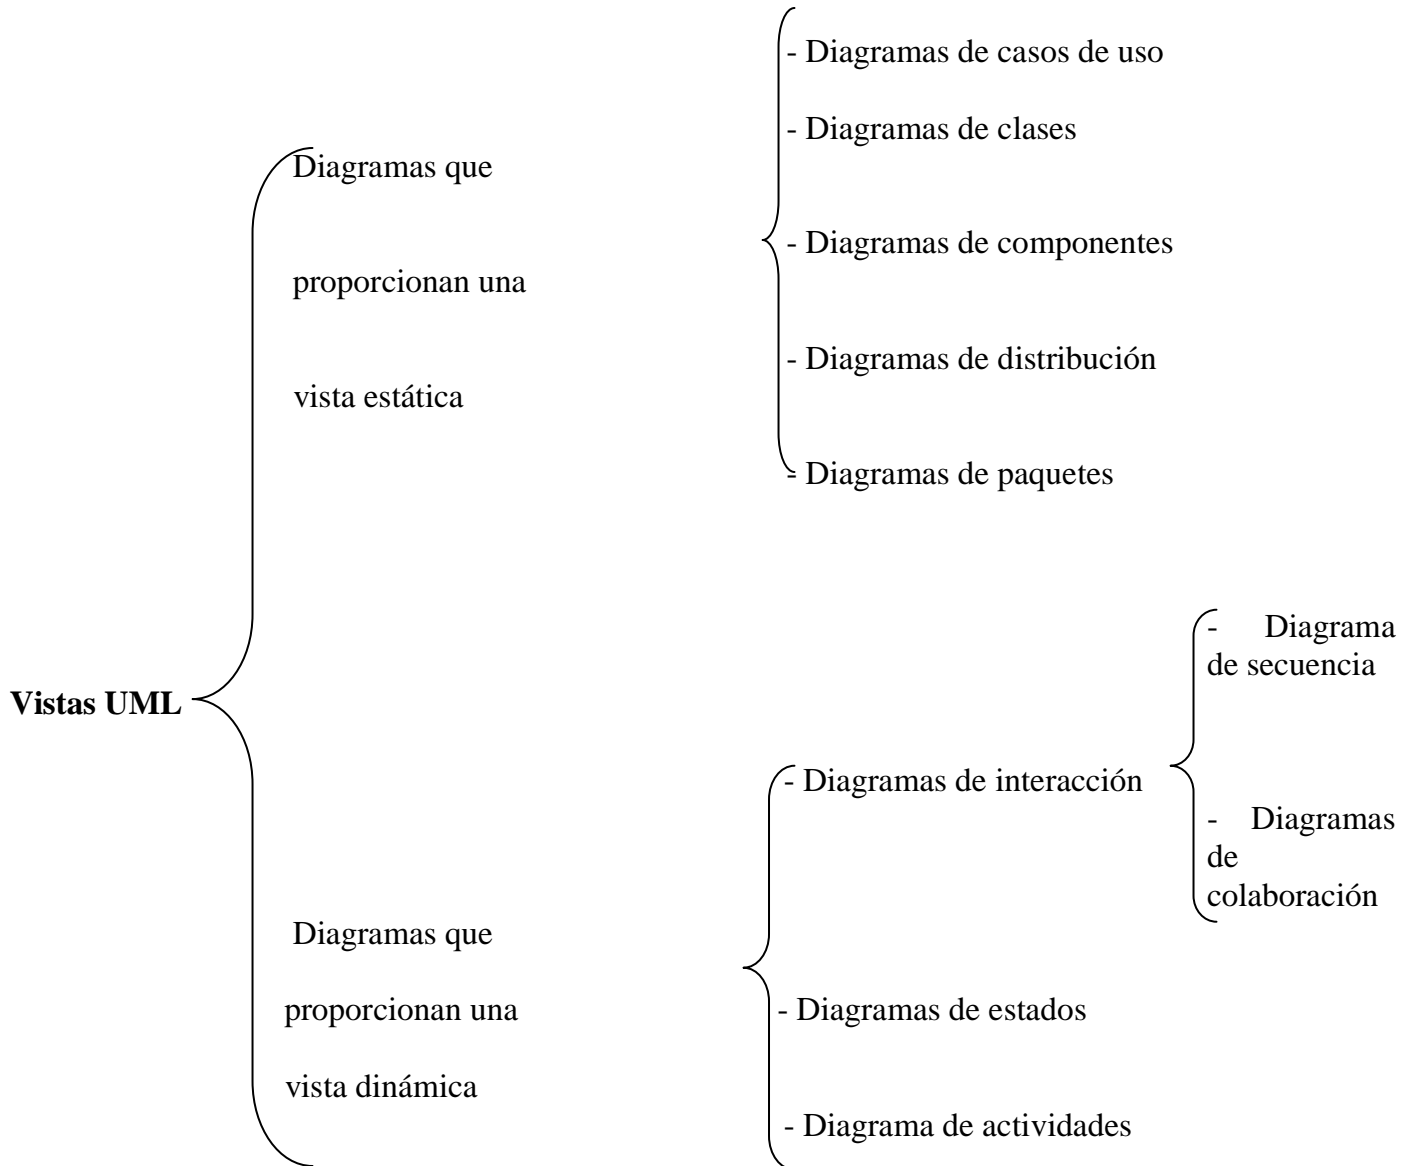 Vistas UML
Diagramas que
proporcionan una
vista estática
- Diagramas de casos de uso
- Diagramas de clases
- Diagramas de componentes
- Diagramas de distribución
- Diagramas de paquetes
Diagramas que
proporcionan una
vista dinámica
- Diagramas de interacción
- Diagrama
de secuencia
- Diagramas
de
colaboración
- Diagramas de estados
- Diagrama de actividades